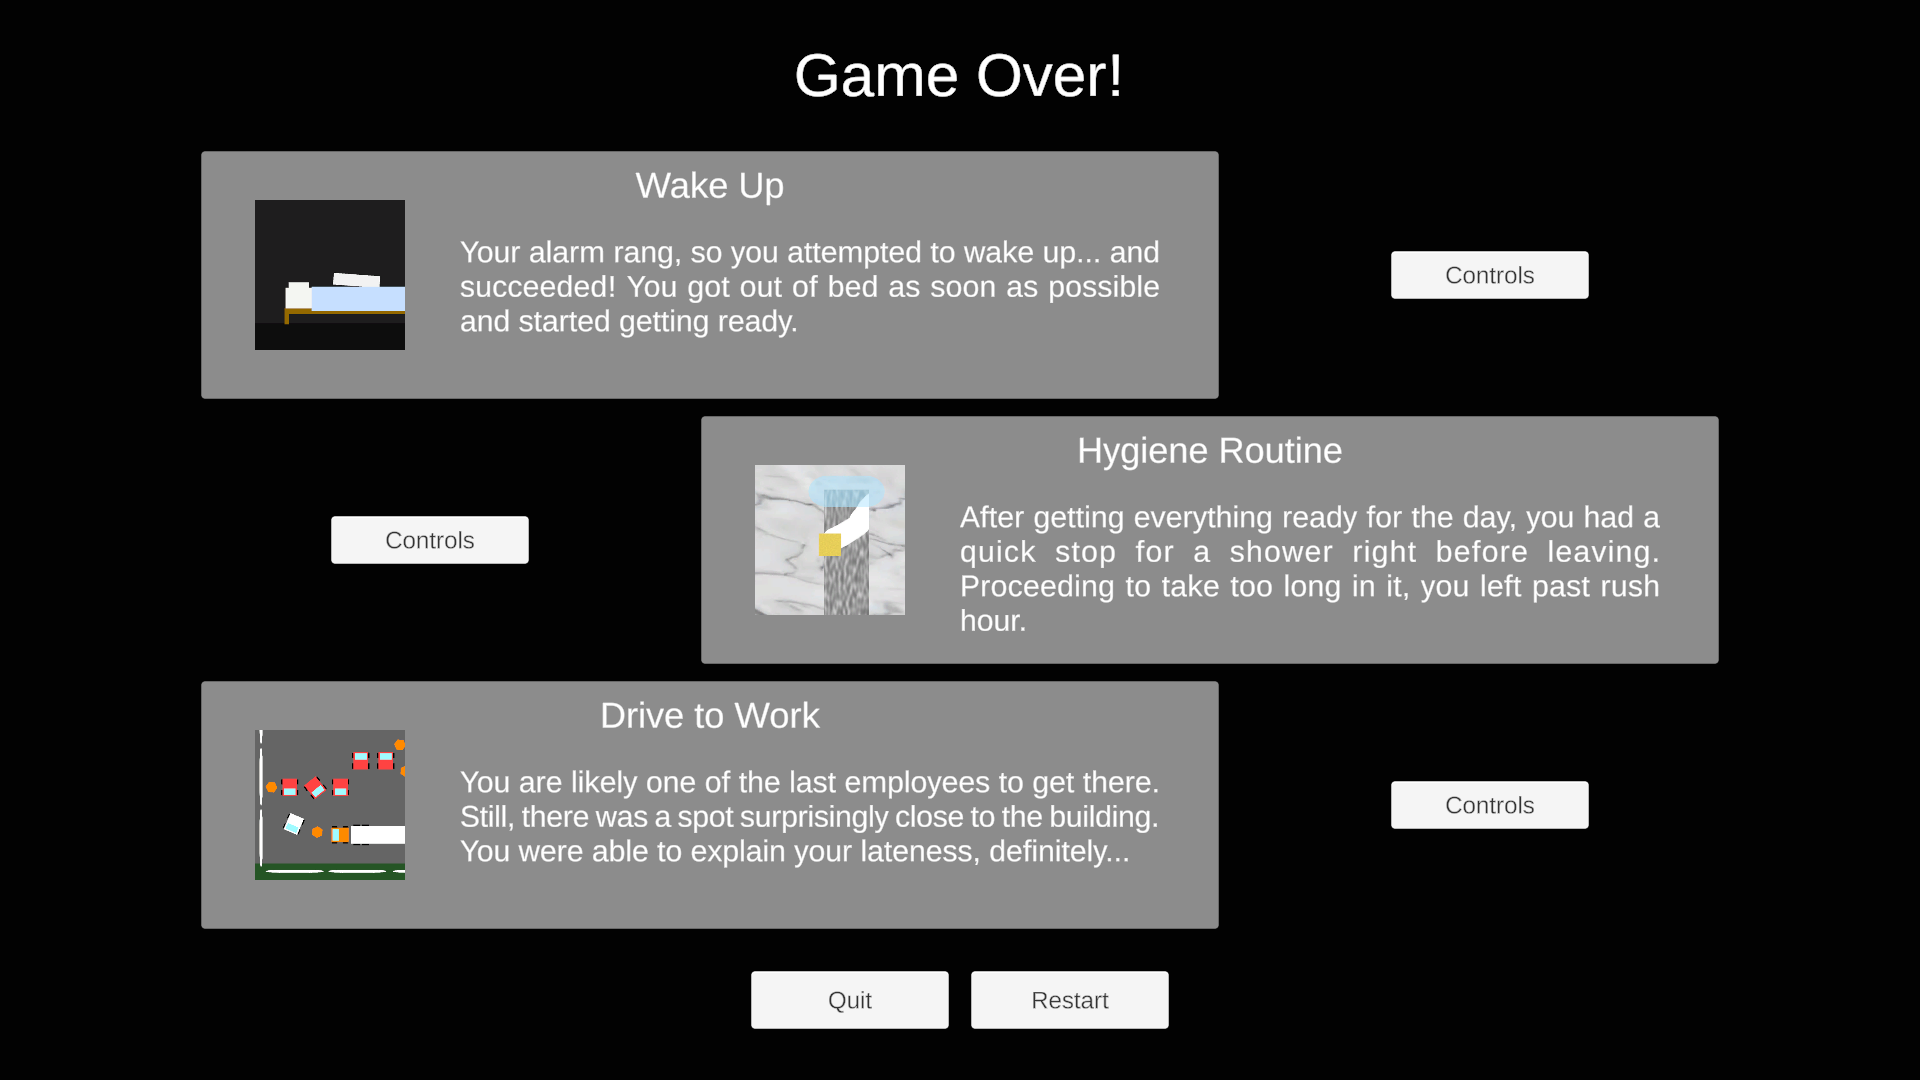 Game Over!
Wake Up
Your alarm rang, so you attempted to wake up... and
succeeded! You got out of bed as soon as possible
and started getting ready.
Controls
Hygiene Routine
After getting everything ready for the day, you had a
quick stop for a shower right before leaving.
Proceeding to take too long in it, you left past rush
hour.
Controls
Drive to Work
You are likely one of the last employees to get there.
Still, there was a spot surprisingly close to the building.
You were able to explain your lateness, definitely...
Controls
Quit
Restart